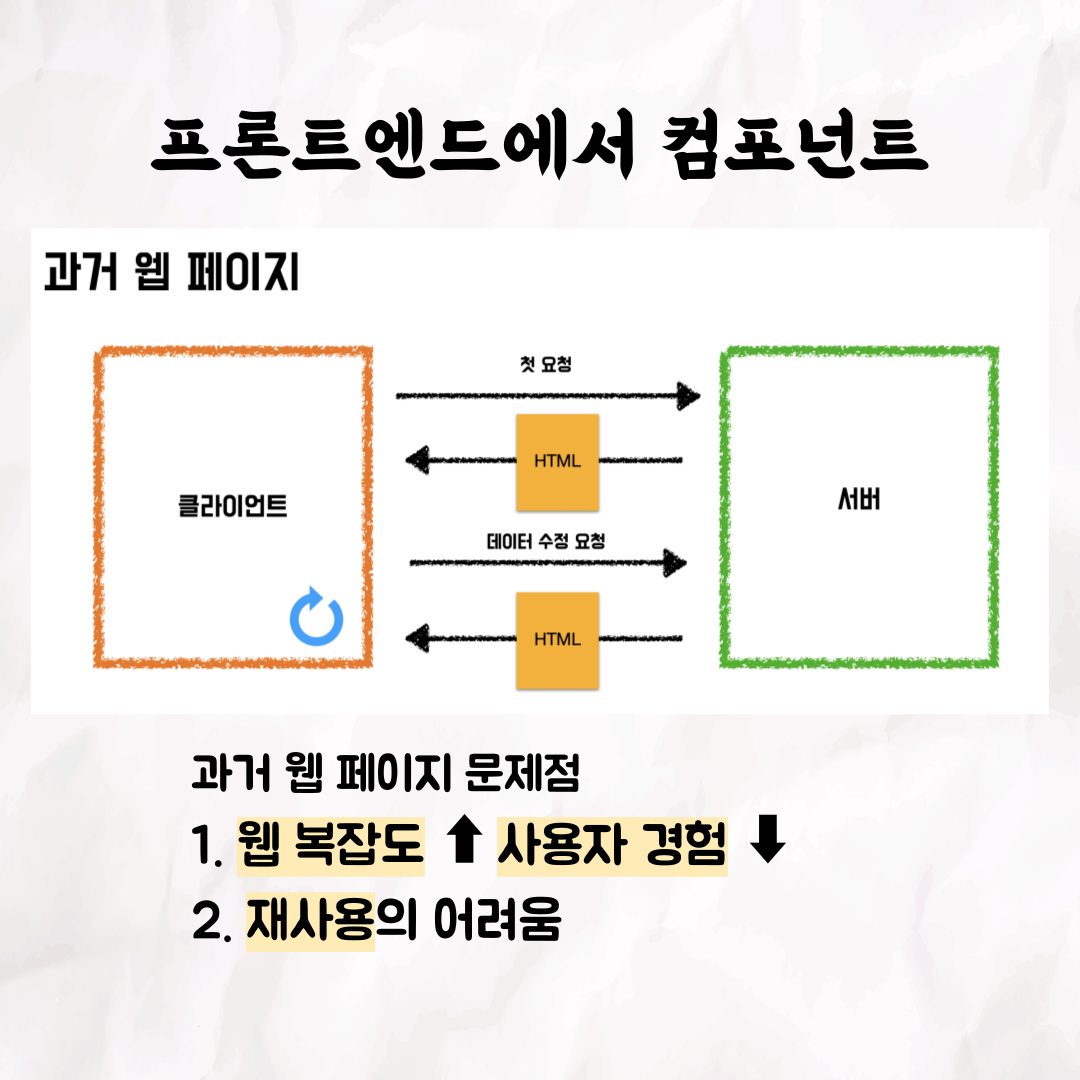 프론트엔드에서 컴포넌트
과거 웹 페이지
첫 요청
HTML
클라이언트
서버
데이터 수정 요청
HTML
과거 웹 페이지 문제점
1. 웹 복잡도 ⬆ 사용자 경험 ⬇
2. 재사용의 어려움